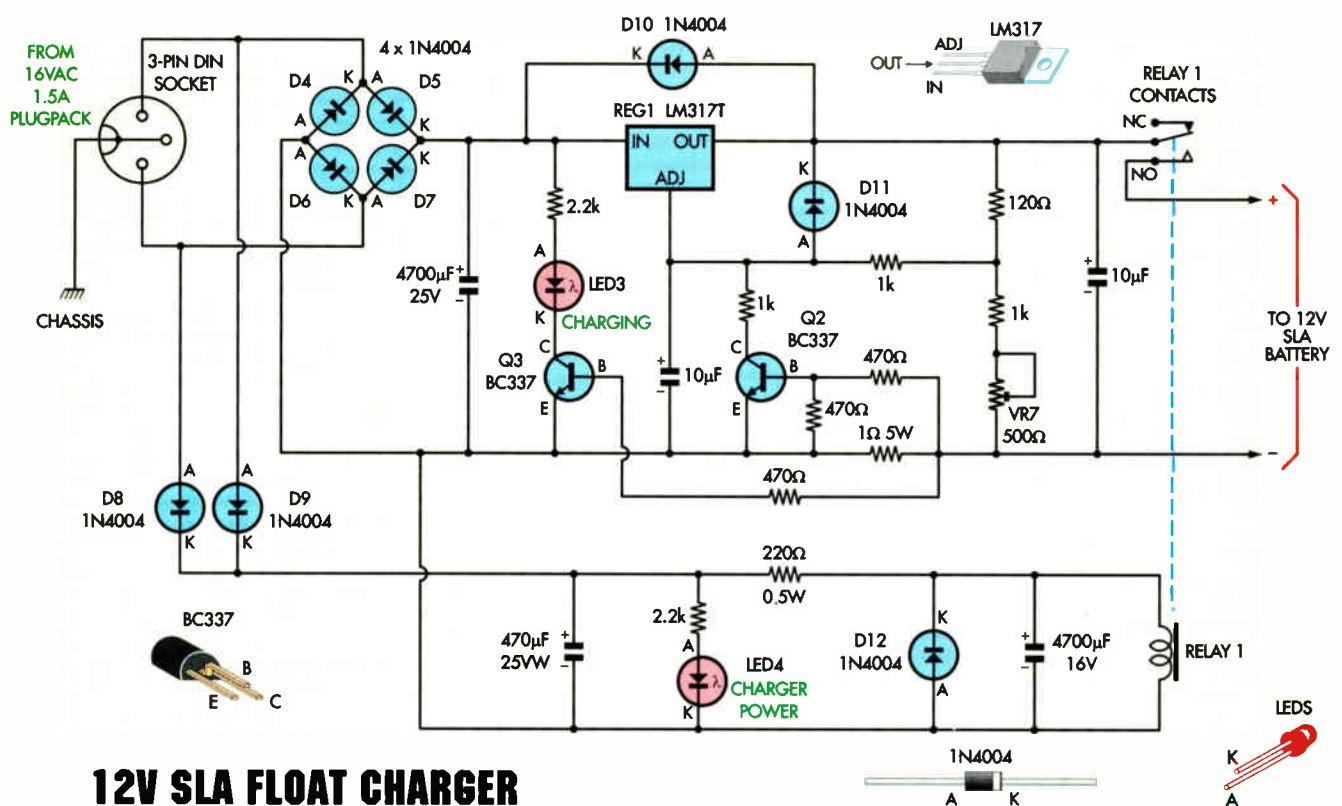 FROM
16VAC
1.5A
PLUGPACK
3-PIN DIN
SOCKET
CHASSIS
4 x 1N4004
D4
K
A
D5
A
K
A
K
D6
K
A
D7
4700µF
25V
+
−
D10 1N4004
K
A
REG1 LM317T
IN
OUT
ADJ
2.2k
A
LED3
λ
K
CHARGING
Q3
BC337
C
B
E
+
10µF
−
1k
Q2
BC337
C
B
E
K
D11
1N4004
A
1k
120Ω
1k
VR7
500Ω
470Ω
470Ω
1Ω 5W
470Ω
+
10µF
−
LM317
ADJ
OUT
IN
RELAY 1
CONTACTS
NC
NO
+
TO 12V
SLA
BATTERY
−
A
D8
1N4004
K
A
D9
1N4004
K
470µF
25VW
+
−
2.2k
A
LED4
λ
K
CHARGER
POWER
220Ω
0.5W
K
D12
1N4004
A
+
4700µF
16V
−
RELAY 1
BC337
B
E
C
1N4004
A
K
LEDS
K
A
12V SLA FLOAT CHARGER